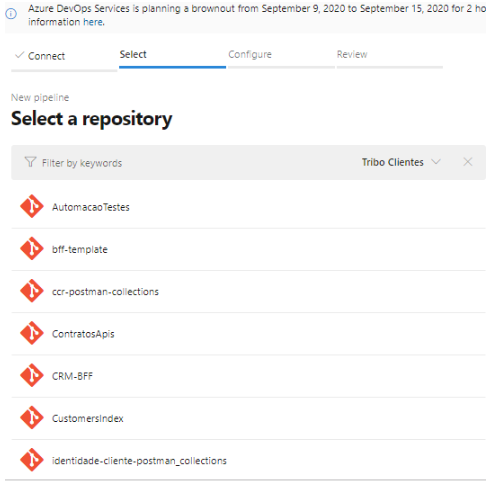 Azure DevOps Services is planning a brownout from September 9, 2020 to September 15, 2020 for 2 ho
information here.
Connect
Select
Configure
Review
New pipeline
Select a repository
Filter by keywords
Tribo Clientes
AutomacaoTestes
bff-template
ccr-postman-collections
ContratosApis
CRM-BFF
CustomersIndex
identidade-cliente-postman_collections